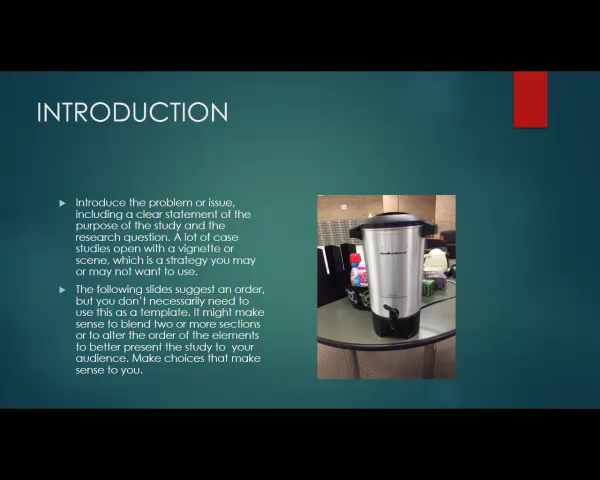 INTRODUCTION
Introduce the problem or issue,
including a clear statement of the
purpose of the study and the
research question. A lot of case
studies open with a vignette or
scene, which is a strategy you may
or may not want to use.
The following slides suggest an order,
but you don't necessarily need to
use this as a template. It might make
sense to blend two or more sections
or to alter the order of the elements
to better present the study to your
audience. Make choices that make
sense to you.